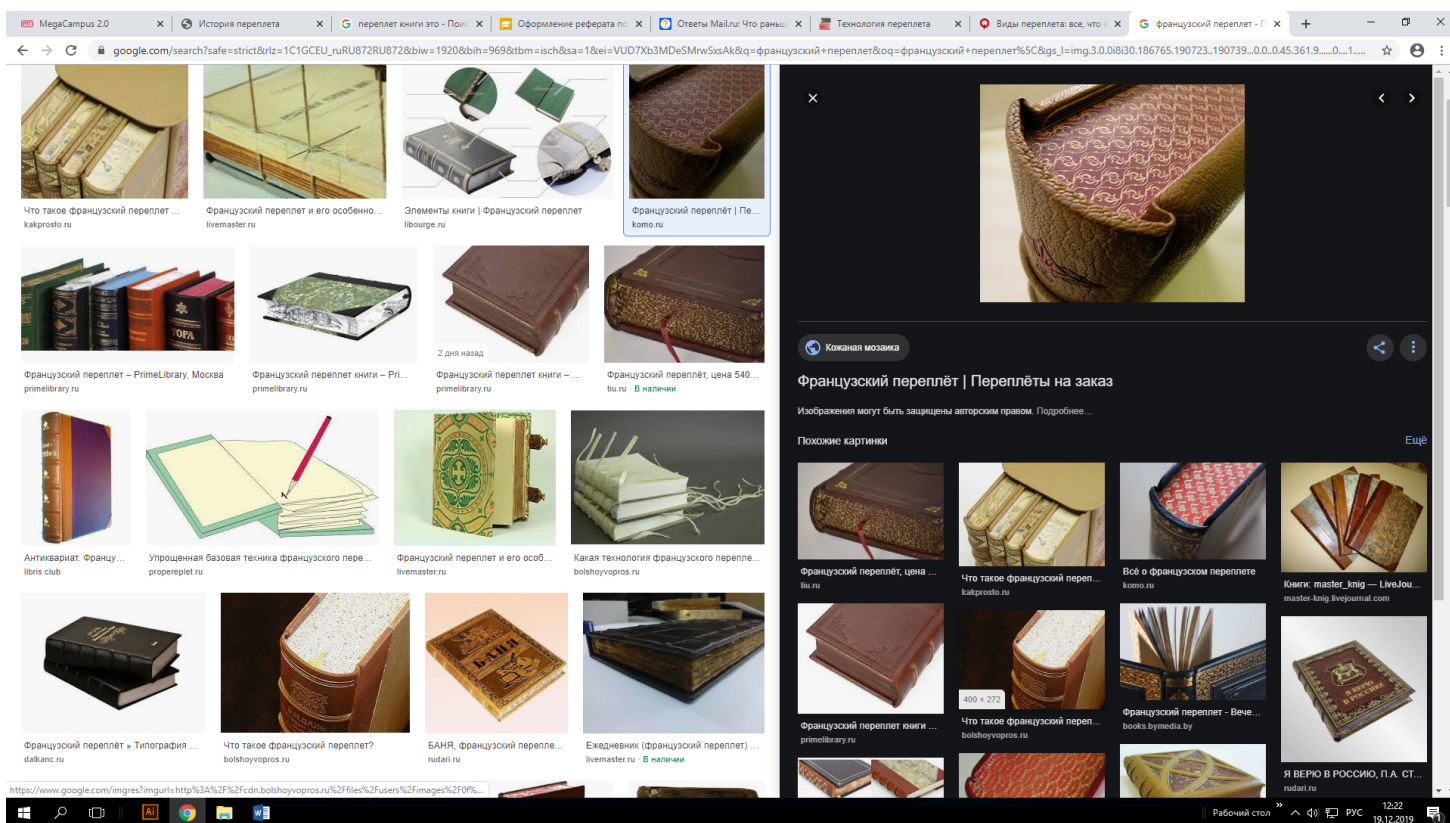 MegaCampus 2.0
История переплета
переплет книги это - Поис
Оформление реферата по
Ответы Mail.ru: Что раньш
Технология переплета
Виды переплета: все, что
французский переплет - П
google.com/search?safe=strict&rlz=1C1GCEU_ruRU872RU872&biw=1920&bih=969&tbm=isch&sa=1&ei=VUD7Xb3MDeSMrwSxsAk&q=французский+переплет&oq=французский+переплет%5C&gs_l=img.3.0.0i8i30.186765.190723..190739...0.0..0.45.361.9......0....1.....
Что такое французский переплет ...
kakprosto.ru
Французский переплет и его особенно...
livemaster.ru
Элементы книги | Французский переплет
libourge.ru
Французский переплёт | Пе...
komo.ru
ТОРА
2 дня назад
Французский переплет – PrimeLibrary, Москва
primelibrary.ru
Французский переплет книги – Pri...
primelibrary.ru
Французский переплет книги – ...
primelibrary.ru
Французский переплёт, цена 540...
tiu.ru · В наличии
Антиквариат. Францу...
libris.club
Упрощенная базовая техника французского пере...
propereplet.ru
Французский переплет и его особ...
livemaster.ru
Какая технология французского перепле...
bolshoyvopros.ru
БАНЯ
Французский переплёт » Типография ...
dalkanc.ru
Что такое французский переплет?
bolshoyvopros.ru
БАНЯ, французский перепле...
rudari.ru
Ежедневник (французский переплет) ...
livemaster.ru · В наличии
https://www.google.com/imgres?imgurl=http%3A%2F%2Fcdn.bolshoyvopros.ru%2Ffiles%2Fusers%2Fimages%2F0f%...
Кожаная мозаика
Французский переплёт | Переплёты на заказ
Изображения могут быть защищены авторским правом. Подробнее...
Похожие картинки
Ещё
Французский переплёт, цена ...
tiu.ru
Что такое французский переп...
kakprosto.ru
Всё о французском переплете
komo.ru
Книги: master_knig — LiveJou...
master-knig.livejournal.com
400 × 272
Я ВЕРЮ
В РОССИЮ
Французский переплет книги ...
primelibrary.ru
Что такое французский переп...
bolshoyvopros.ru
Французский переплет - Вече...
books.bymedia.by
Я ВЕРЮ В РОССИЮ, П.А. СТ...
rudari.ru
Ai
Рабочий стол
РУС
12:22
19.12.2019